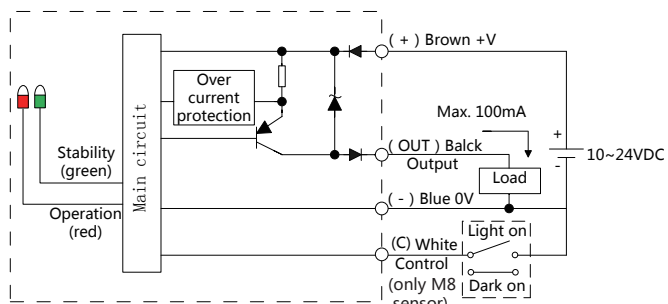 ( + ) Brown +V
Over
current
protection
Main circuit
Max. 100mA
+
( OUT ) Balck
Output
10~24VDC
-
Stability
(green)
Load
Operation
(red)
( - ) Blue 0V
Light on
(C) White
Control
(only M8
sensor)
Dark on